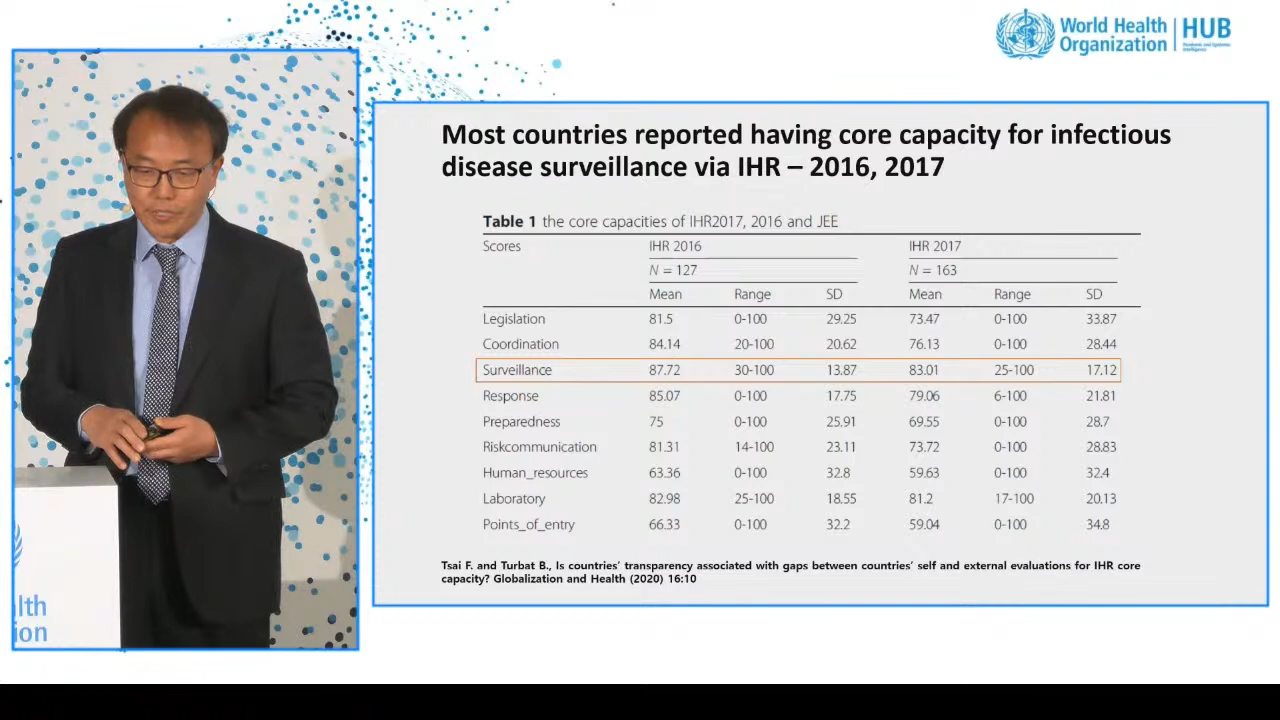 World Health
Organization
HUB
Pandemic and Epidemic
Intelligence
Most countries reported having core capacity for infectious
disease surveillance via IHR – 2016, 2017
Table 1 the core capacities of IHR2017, 2016 and JEE
Scores IHR 2016 IHR 2017
N = 127 N = 163
Mean Range SD Mean Range SD
Legislation 81.5 0-100 29.25 73.47 0-100 33.87
Coordination 84.14 20-100 20.62 76.13 0-100 28.44
Surveillance 87.72 30-100 13.87 83.01 25-100 17.12
Response 85.07 0-100 17.75 79.06 6-100 21.81
Preparedness 75 0-100 25.91 69.55 0-100 28.7
Riskcommunication 81.31 14-100 23.11 73.72 0-100 28.83
Human_resources 63.36 0-100 32.8 59.63 0-100 32.4
Laboratory 82.98 25-100 18.55 81.2 17-100 20.13
Points_of_entry 66.33 0-100 32.2 59.04 0-100 34.8
Tsai F. and Turbat B., Is countries’ transparency associated with gaps between countries’ self and external evaluations for IHR core
capacity? Globalization and Health (2020) 16:10
lth
ion